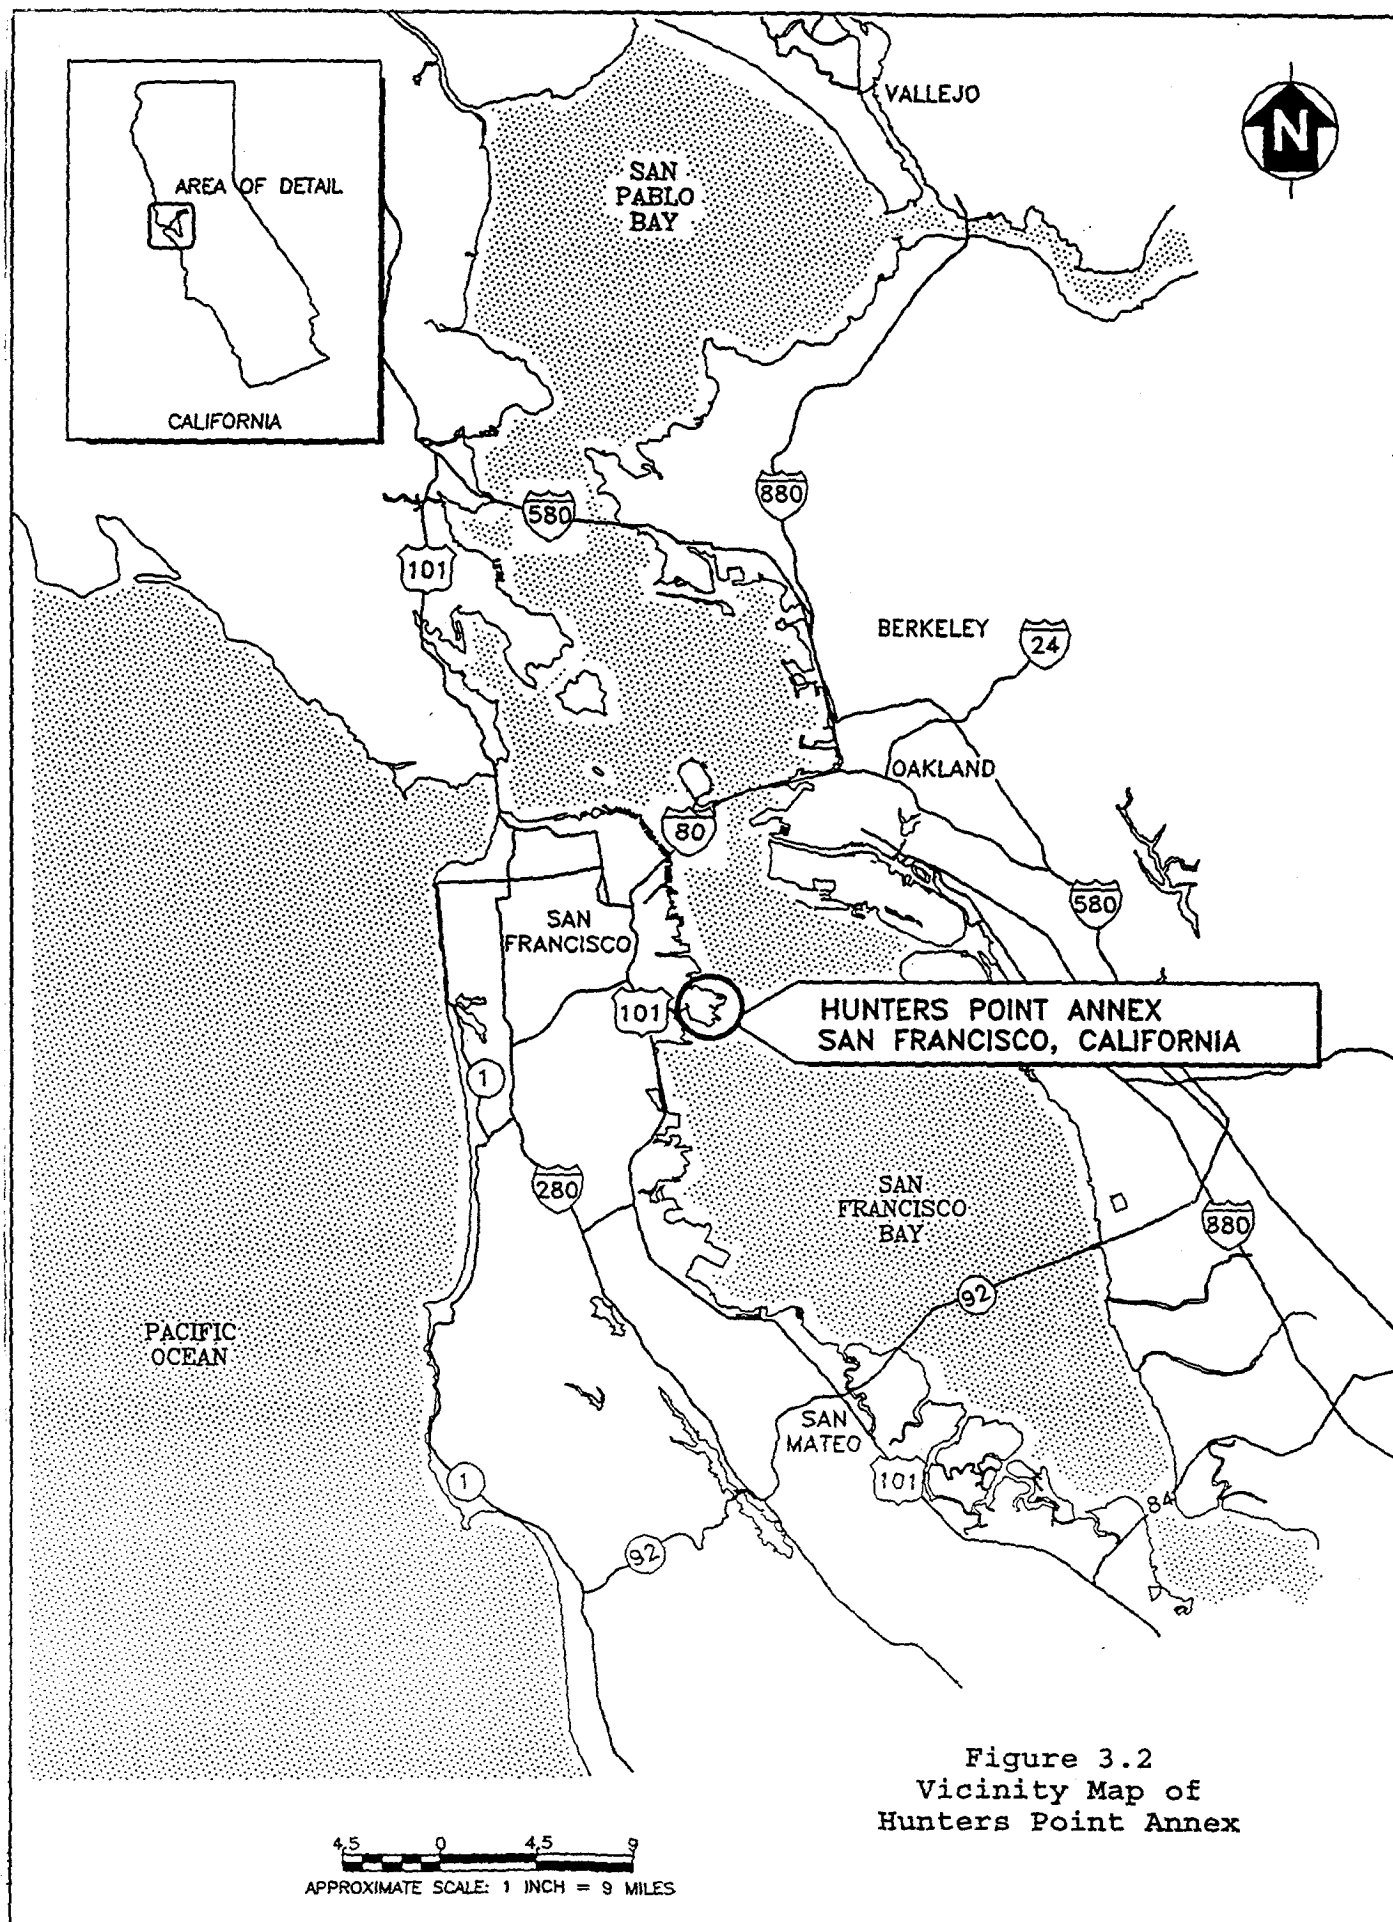 VALLEJO
N
SAN
PABLO
BAY
AREA OF DETAIL
CALIFORNIA
880
580
101
BERKELEY
24
OAKLAND
80
580
SAN
FRANCISCO
101
HUNTERS POINT ANNEX
SAN FRANCISCO, CALIFORNIA
1
280
SAN
FRANCISCO
BAY
880
92
PACIFIC
OCEAN
SAN
MATEO
1
101
84
92
Figure 3.2
Vicinity Map of
Hunters Point Annex
4.5 0 4.5 9
APPROXIMATE SCALE: 1 INCH = 9 MILES